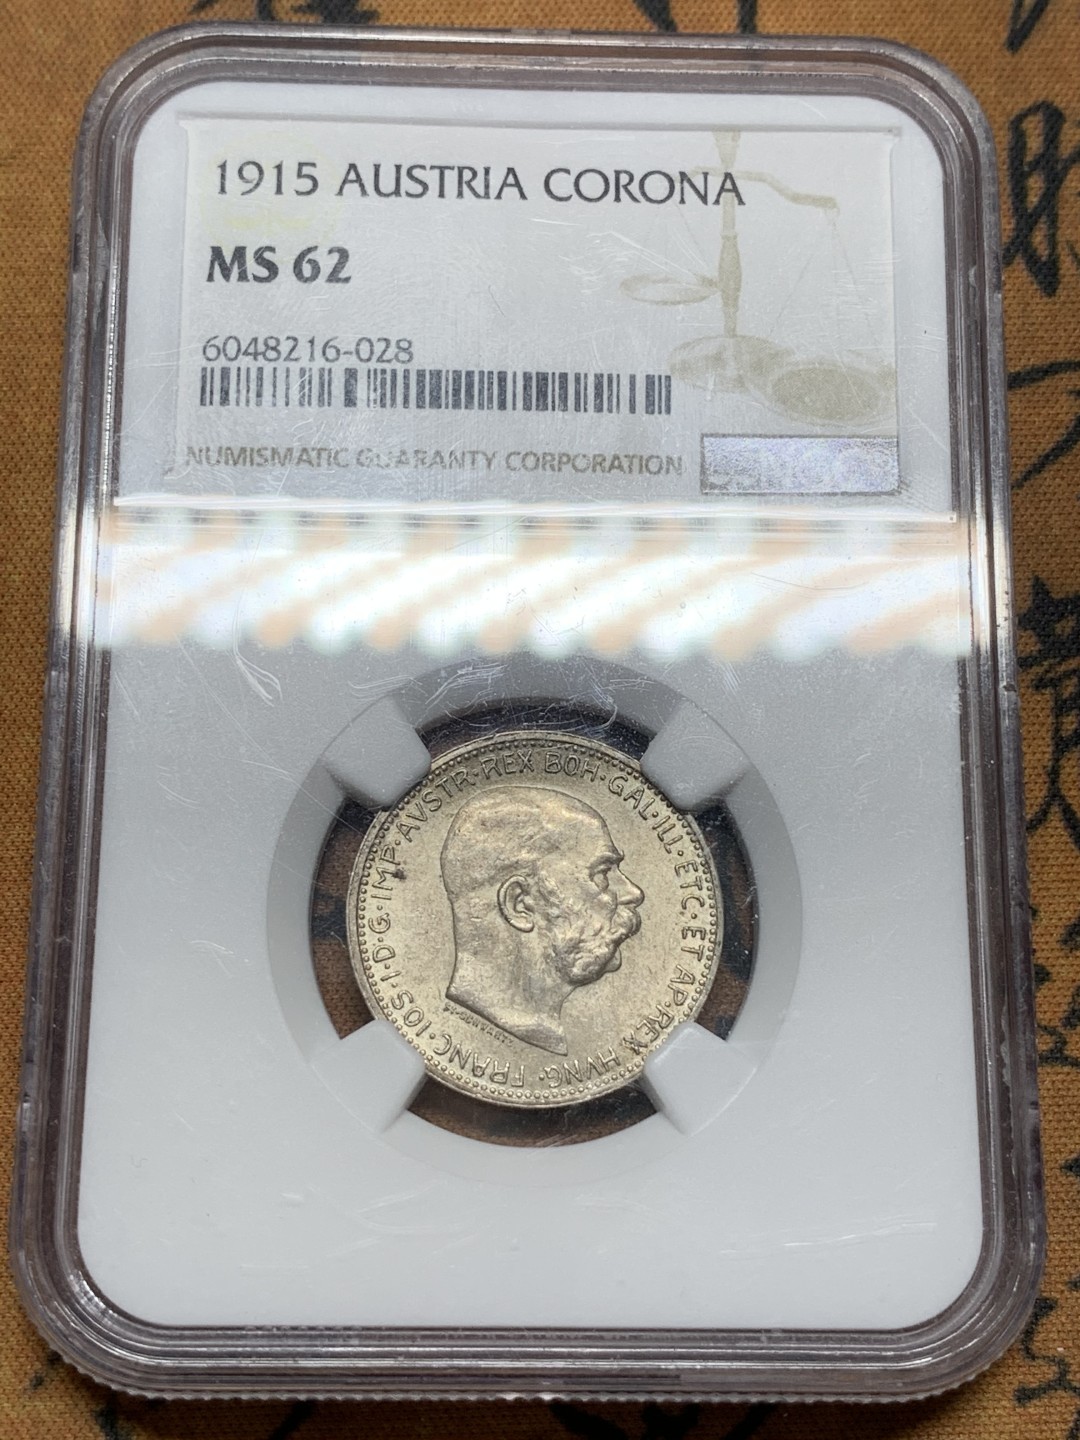 1915 AUSTRIA CORONA
MS 62
6048216-028
NUMISMATIC GUARANTY CORPORATION
FRANC·IOS·I·D·G·IMP·AVSTR·REX BOH·GAL·ILL·ETC·ET AP·REX HVNG·